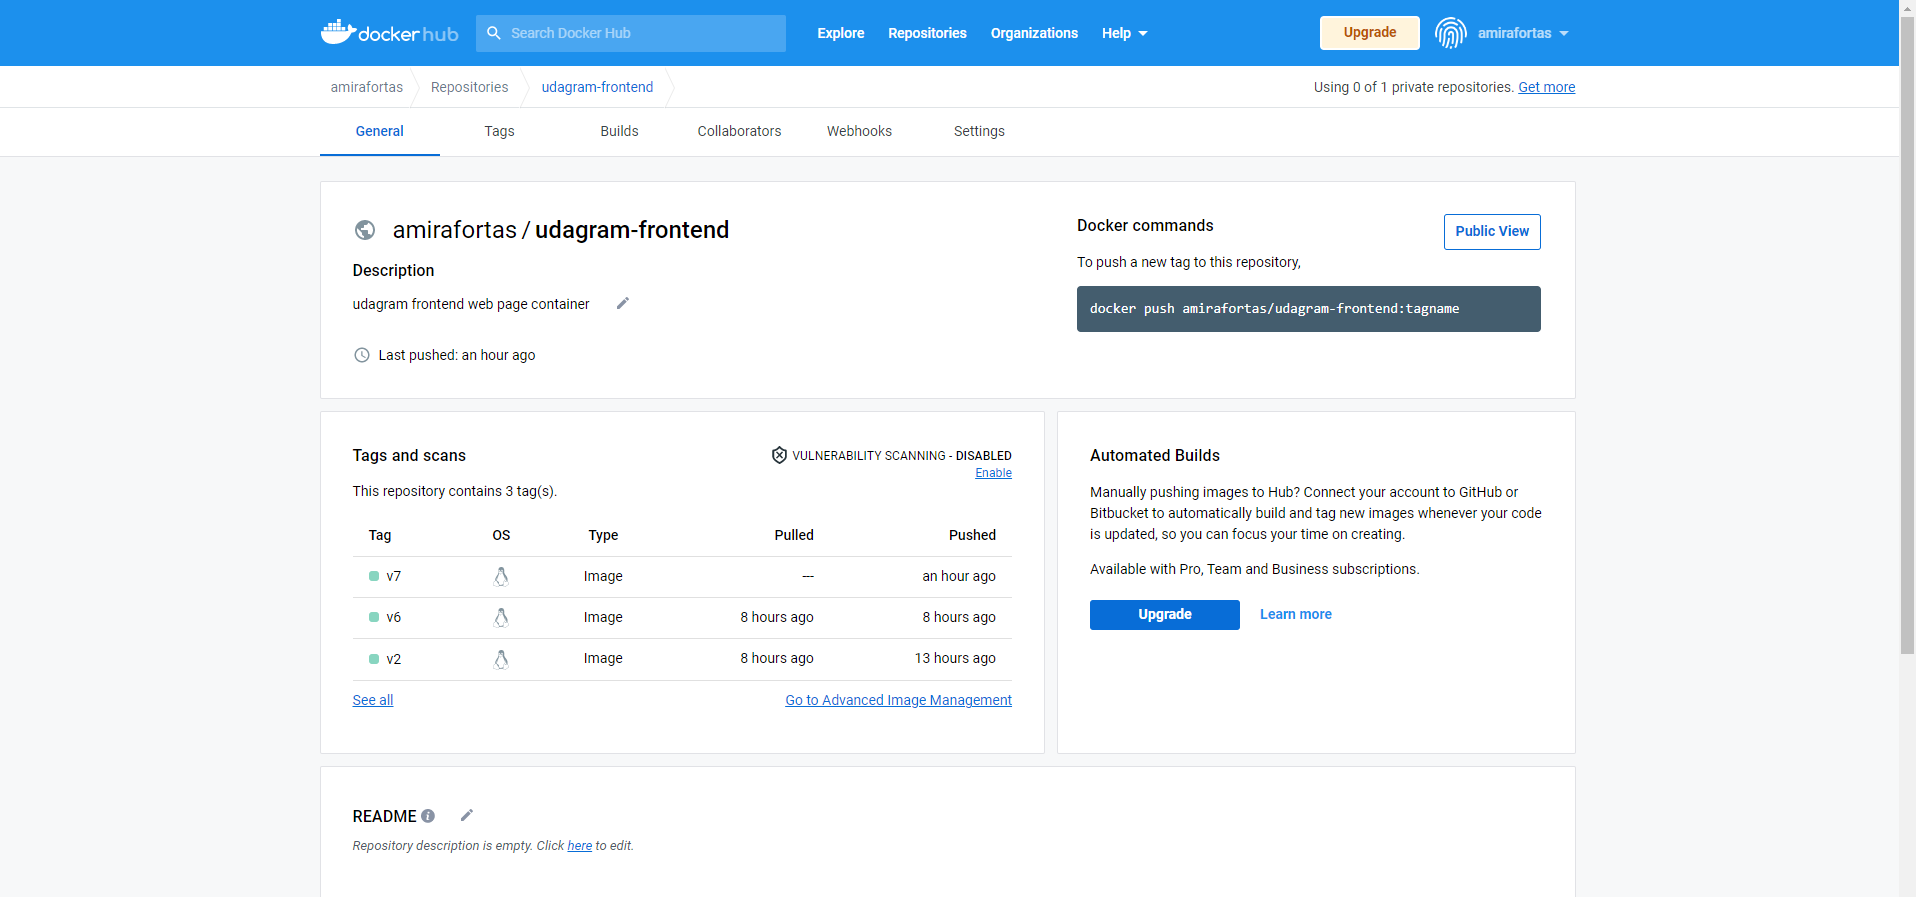 docker hub
Search Docker Hub
Explore
Repositories
Organizations
Help
Upgrade
amirafortas
amirafortas
Repositories
udagram-frontend
Using 0 of 1 private repositories. Get more
General
Tags
Builds
Collaborators
Webhooks
Settings
amirafortas / udagram-frontend
Description
udagram frontend web page container
Last pushed: an hour ago
Docker commands
Public View
To push a new tag to this repository,
docker push amirafortas/udagram-frontend:tagname
Tags and scans
VULNERABILITY SCANNING - DISABLED
Enable
This repository contains 3 tag(s).
Tag OS Type Pulled Pushed
v7 Image --- an hour ago
v6 Image 8 hours ago 8 hours ago
v2 Image 8 hours ago 13 hours ago
See all
Go to Advanced Image Management
Automated Builds
Manually pushing images to Hub? Connect your account to GitHub or
Bitbucket to automatically build and tag new images whenever your code
is updated, so you can focus your time on creating.
Available with Pro, Team and Business subscriptions.
Upgrade
Learn more
README
Repository description is empty. Click here to edit.